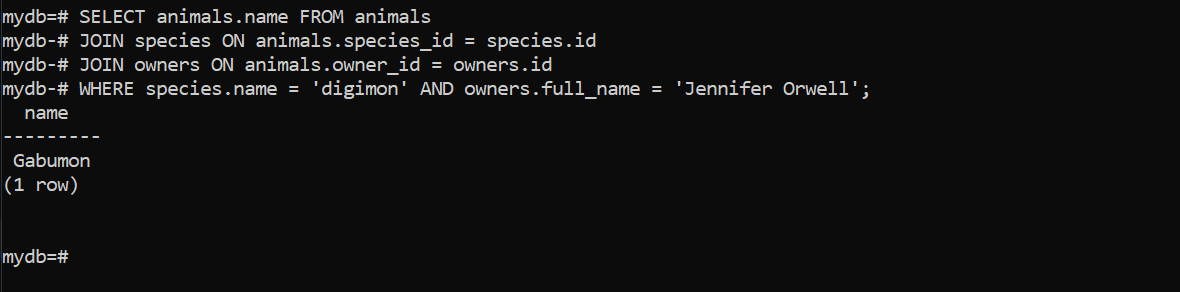 mydb=# SELECT animals.name FROM animals
mydb-# JOIN species ON animals.species_id = species.id
mydb-# JOIN owners ON animals.owner_id = owners.id
mydb-# WHERE species.name = 'digimon' AND owners.full_name = 'Jennifer Orwell';
  name
---------
 Gabumon
(1 row)
mydb=#